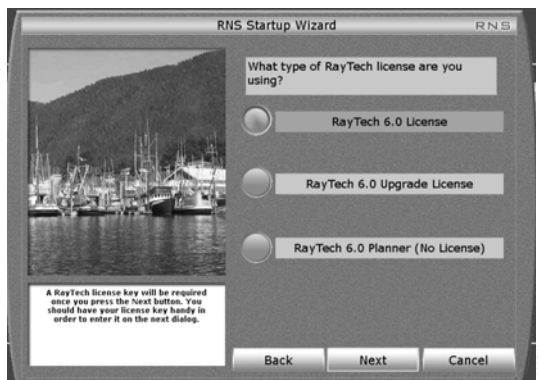 RNS Startup Wizard
RNS
What type of RayTech license are you
using?
RayTech 6.0 License
RayTech 6.0 Upgrade License
RayTech 6.0 Planner (No License)
A RayTech license key will be required
once you press the Next button. You
should have your license key handy in
order to enter it on the next dialog.
Back
Next
Cancel